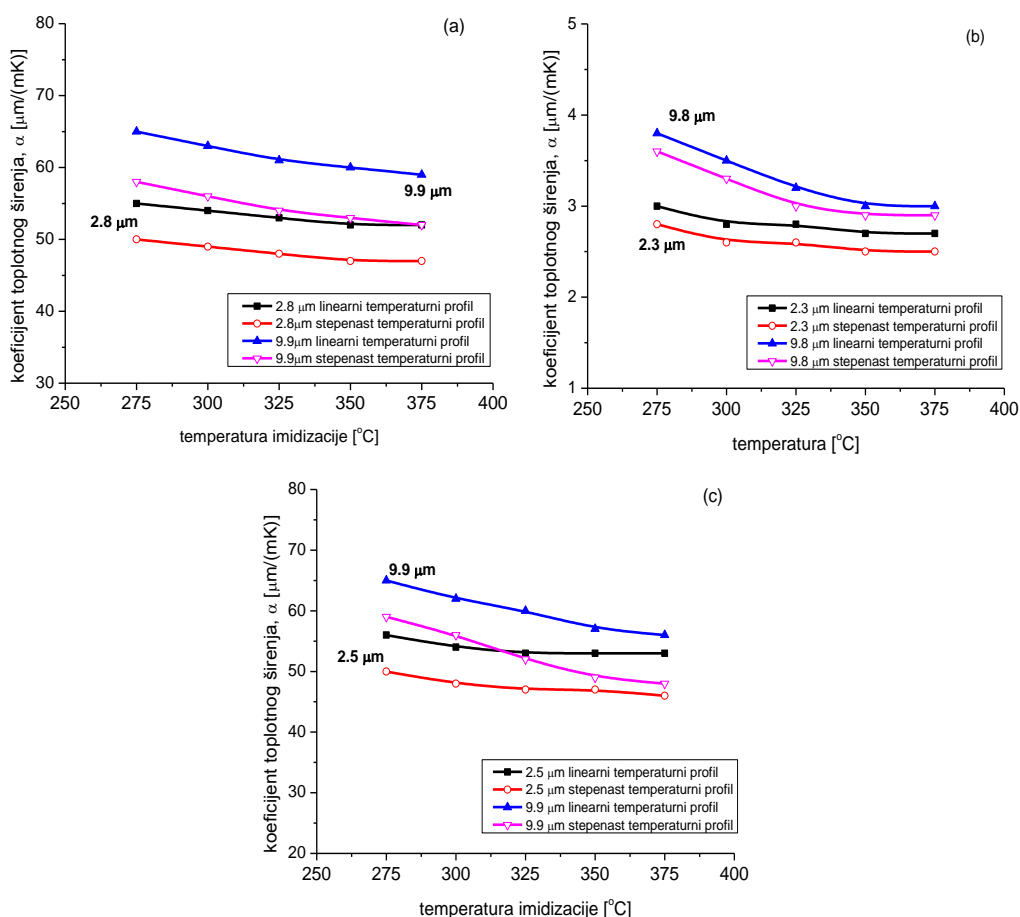 (a)
koeficijent toplotnog širenja, α [μm/(mK)]
80
70
60
50
40
30
9.9 μm
2.8 μm
2.8 μm linearni temperaturni profil
2.8μm stepenast temperaturni profil
9.9μm linearni temperaturni profil
9.9μm stepenast temperaturni profil
250 275 300 325 350 375 400
temperatura imidizacije [°C]
(b)
koeficijent toplotnog širenja, α [μm/(mK)]
5
4
3
2
1
9.8 μm
2.3 μm
2.3 μm linearni temperaturni profil
2.3 μm stepenast temperaturni profil
9.8 μm linearni temperaturni profil
9.8 μm stepenast temperaturni profil
250 275 300 325 350 375 400
temperatura [°C]
(c)
koeficijent toplotnog širenja, α [μm/(mK)]
80
70
60
50
40
30
20
9.9 μm
2.5 μm
2.5 μm linearni temperaturni profil
2.5 μm stepenast temperaturni profil
9.9 μm linearni temperaturni profil
9.9 μm stepenast temperaturni profil
250 275 300 325 350 375 400
temperatura imidizacije [°C]